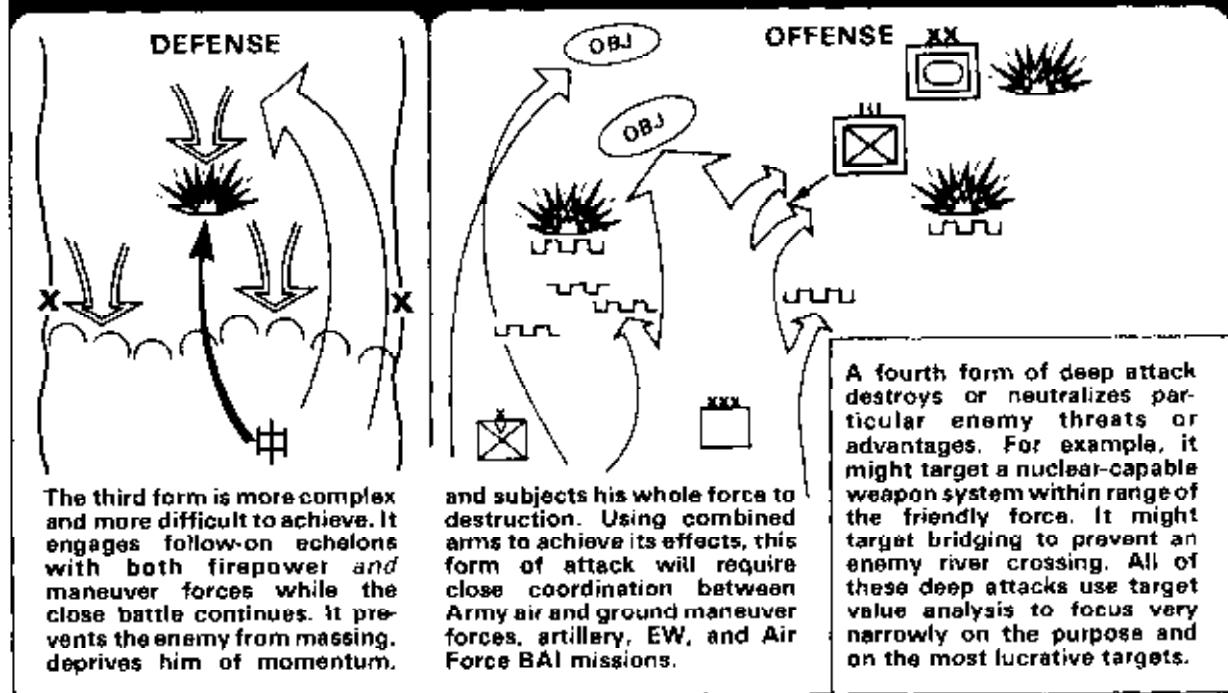 DEFENSE
OFFENSE
OBJ
OBJ
XX
III
X
X
X
XXX
The third form is more complex
and more difficult to achieve. It
engages follow-on echelons
with both firepower and
maneuver forces while the
close battle continues. It pre-
vents the enemy from massing,
deprives him of momentum,
and subjects his whole force to
destruction. Using combined
arms to achieve its effects, this
form of attack will require
close coordination between
Army air and ground maneuver
forces, artillery, EW, and Air
Force BAI missions.
A fourth form of deep attack
destroys or neutralizes par-
ticular enemy threats or
advantages. For example, it
might target a nuclear-capable
weapon system within range of
the friendly force. It might
target bridging to prevent an
enemy river crossing. All of
these deep attacks use target
value analysis to focus very
narrowly on the purpose and
on the most lucrative targets.